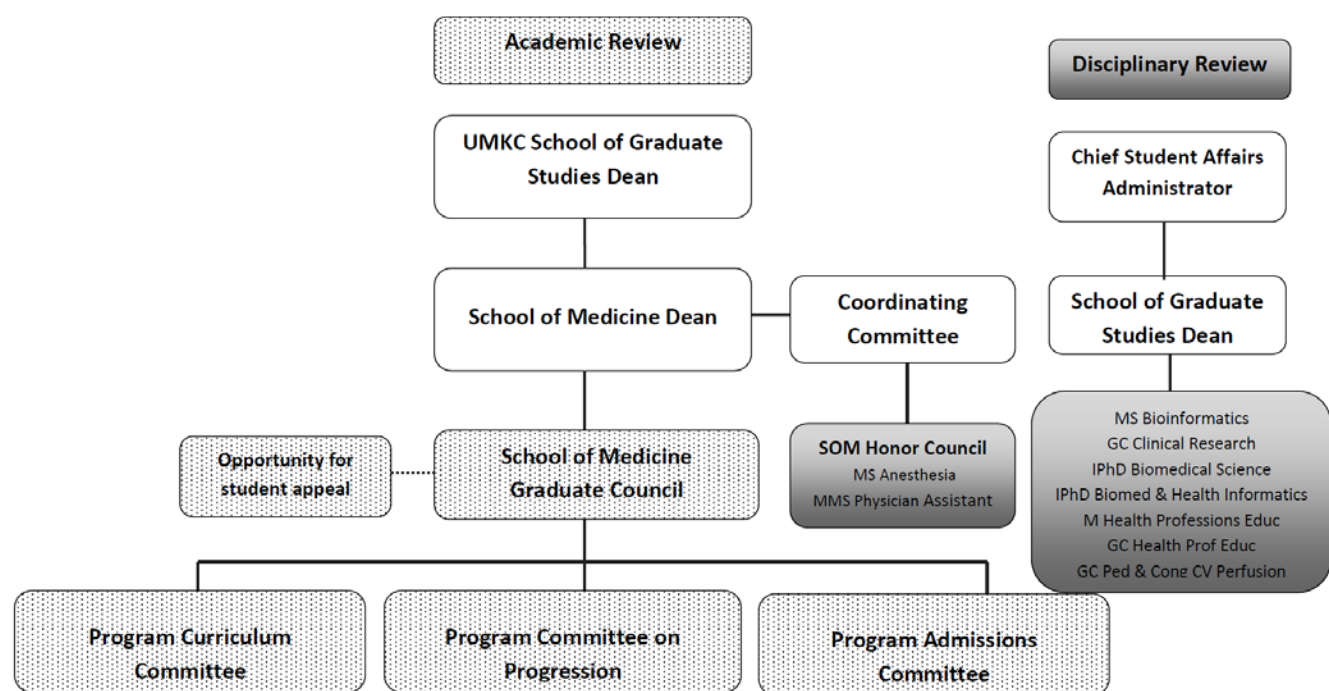 Academic Review
Disciplinary Review
UMKC School of Graduate
Studies Dean
Chief Student Affairs
Administrator
School of Medicine Dean
Coordinating
Committee
School of Graduate
Studies Dean
Opportunity for
student appeal
School of Medicine
Graduate Council
SOM Honor Council
MS Anesthesia
MMS Physician Assistant
MS Bioinformatics
GC Clinical Research
IPhD Biomedical Science
IPhD Biomed & Health Informatics
M Health Professions Educ
GC Health Prof Educ
GC Ped & Cong CV Perfusion
Program Curriculum
Committee
Program Committee on
Progression
Program Admissions
Committee